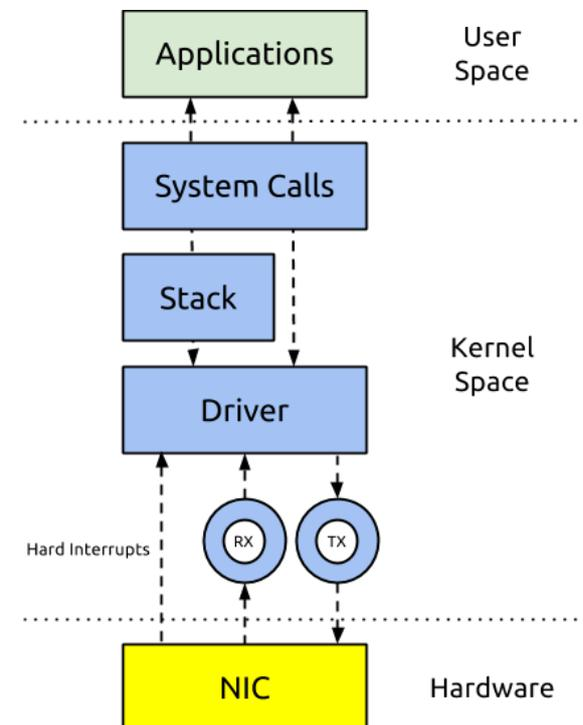 Applications
User
Space
System Calls
Stack
Kernel
Space
Driver
Hard Interrupts
RX
TX
NIC
Hardware